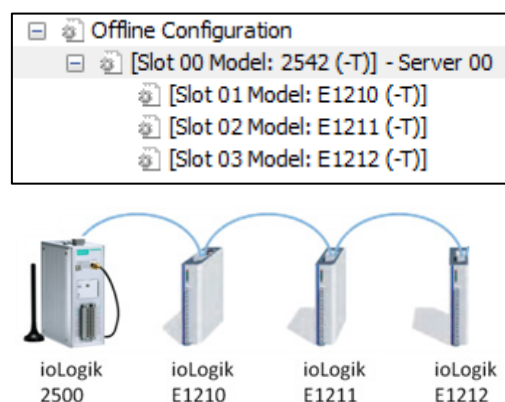 Offline Configuration
[Slot 00 Model: 2542 (-T)] - Server 00
[Slot 01 Model: E1210 (-T)]
[Slot 02 Model: E1211 (-T)]
[Slot 03 Model: E1212 (-T)]
ioLogik ioLogik ioLogik ioLogik
2500 E1210 E1211 E1212